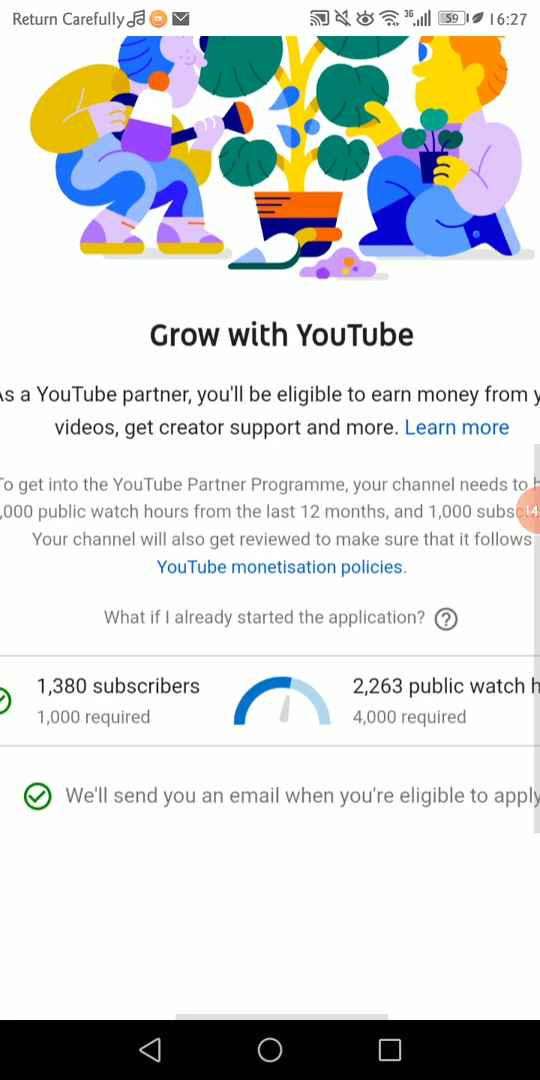 Return Carefully 3G 59 16:27
Grow with YouTube
As a YouTube partner, you'll be eligible to earn money from y
videos, get creator support and more. Learn more
To get into the YouTube Partner Programme, your channel needs to h
,000 public watch hours from the last 12 months, and 1,000 subsc 14
Your channel will also get reviewed to make sure that it follows
YouTube monetisation policies.
What if I already started the application? ?
1,380 subscribers
1,000 required
2,263 public watch h
4,000 required
We'll send you an email when you're eligible to apply